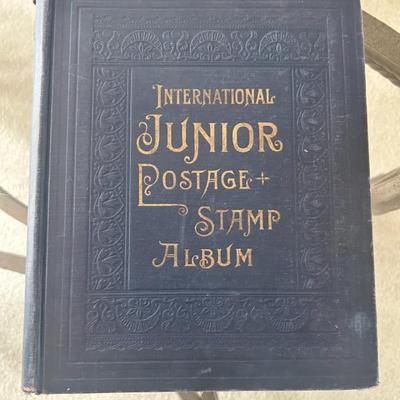 International
Junior
Postage +
Stamp
Album